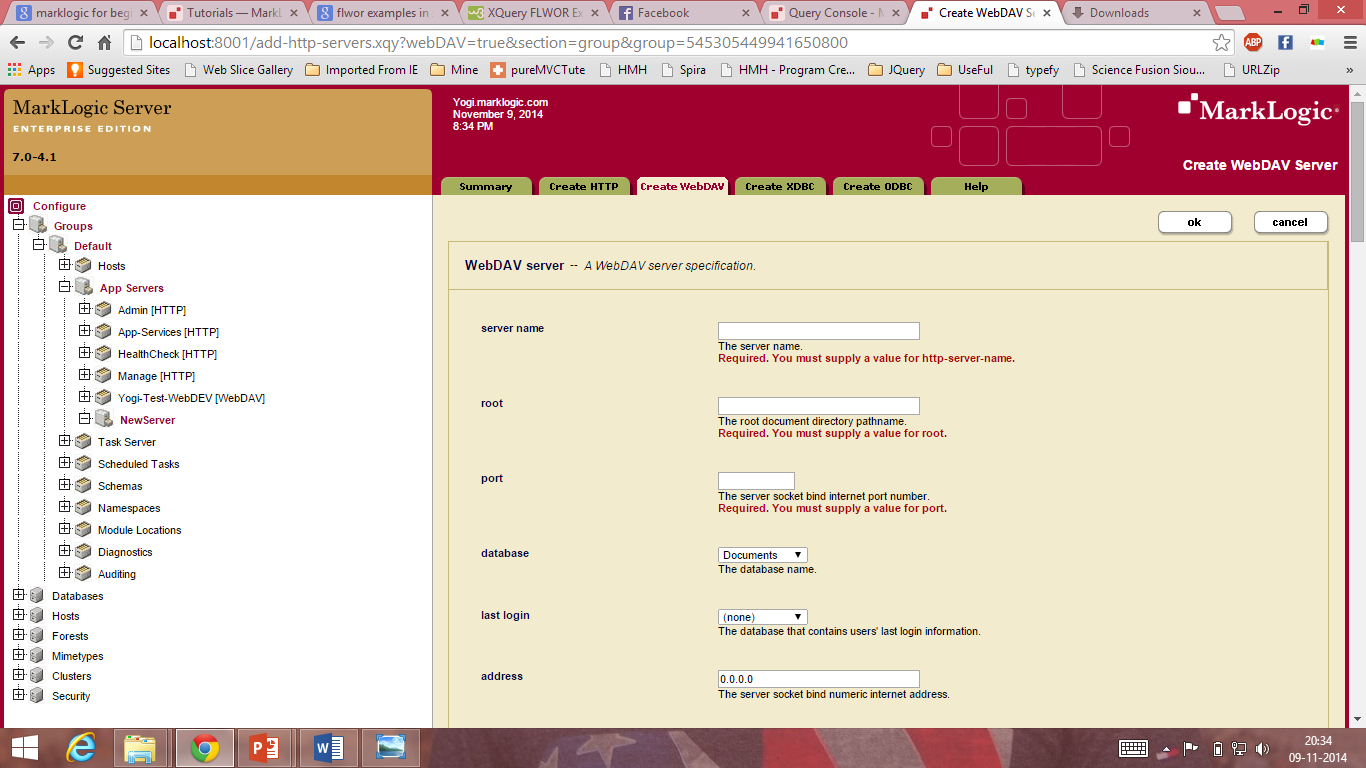 marklogic for beg
Tutorials — MarkL
flwor examples in
XQuery FLWOR Ex
Facebook
Query Console - M
Create WebDAV Se
Downloads
localhost:8001/add-http-servers.xqy?webDAV=true&section=group&group=545305449941650800
ABP
Apps
Suggested Sites
Web Slice Gallery
Imported From IE
Mine
pureMVCTute
HMH
Spira
HMH - Program Cre...
JQuery
UseFul
typefy
Science Fusion Siou...
URLZip
»
MarkLogic Server
ENTERPRISE EDITION
7.0-4.1
Yogi.marklogic.com
November 9, 2014
8:34 PM
MarkLogic
Create WebDAV Server
Summary
Create HTTP
Create WebDAV
Create XDBC
Create ODBC
Help
Configure
Groups
Default
Hosts
App Servers
Admin [HTTP]
App-Services [HTTP]
HealthCheck [HTTP]
Manage [HTTP]
Yogi-Test-WebDEV [WebDAV]
NewServer
Task Server
Scheduled Tasks
Schemas
Namespaces
Module Locations
Diagnostics
Auditing
Databases
Hosts
Forests
Mimetypes
Clusters
Security
ok
cancel
WebDAV server -- A WebDAV server specification.
server name
The server name.
Required. You must supply a value for http-server-name.
root
The root document directory pathname.
Required. You must supply a value for root.
port
The server socket bind internet port number.
Required. You must supply a value for port.
database
Documents
The database name.
last login
(none)
The database that contains users' last login information.
address
0.0.0.0
The server socket bind numeric internet address.
20:34
09-11-2014